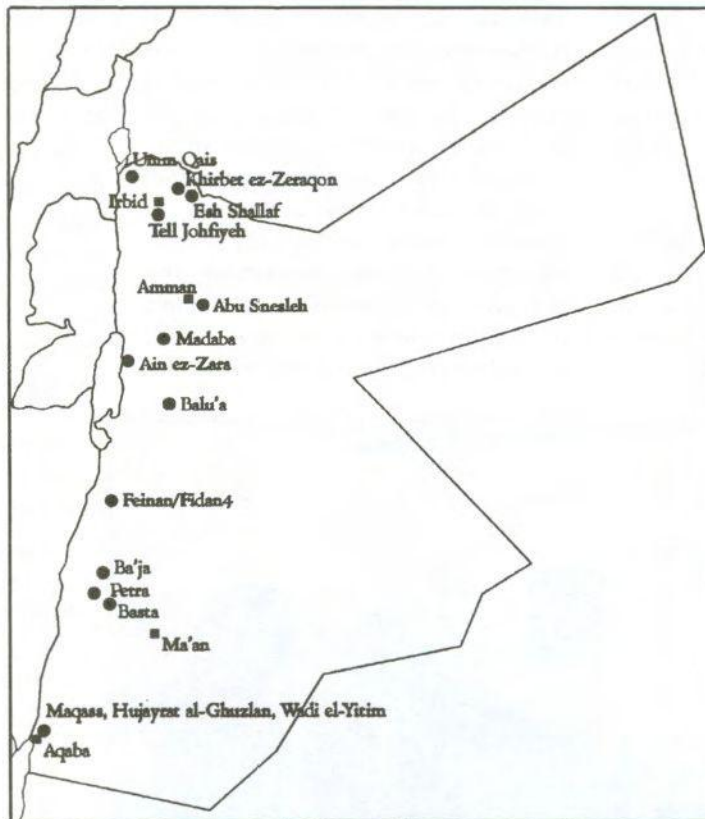 Umm Qais
Khirbet ez-Zeraqon
Irbid
Esh Shallaf
Tell Johfiyeh
Amman
Abu Snesleh
Madaba
Ain ez-Zara
Balu'a
Feinan/Fidan4
Ba'ja
Petra
Basta
Ma'an
Maqass, Hujayrat al-Ghuzlan, Wadi el-Yitim
Aqaba